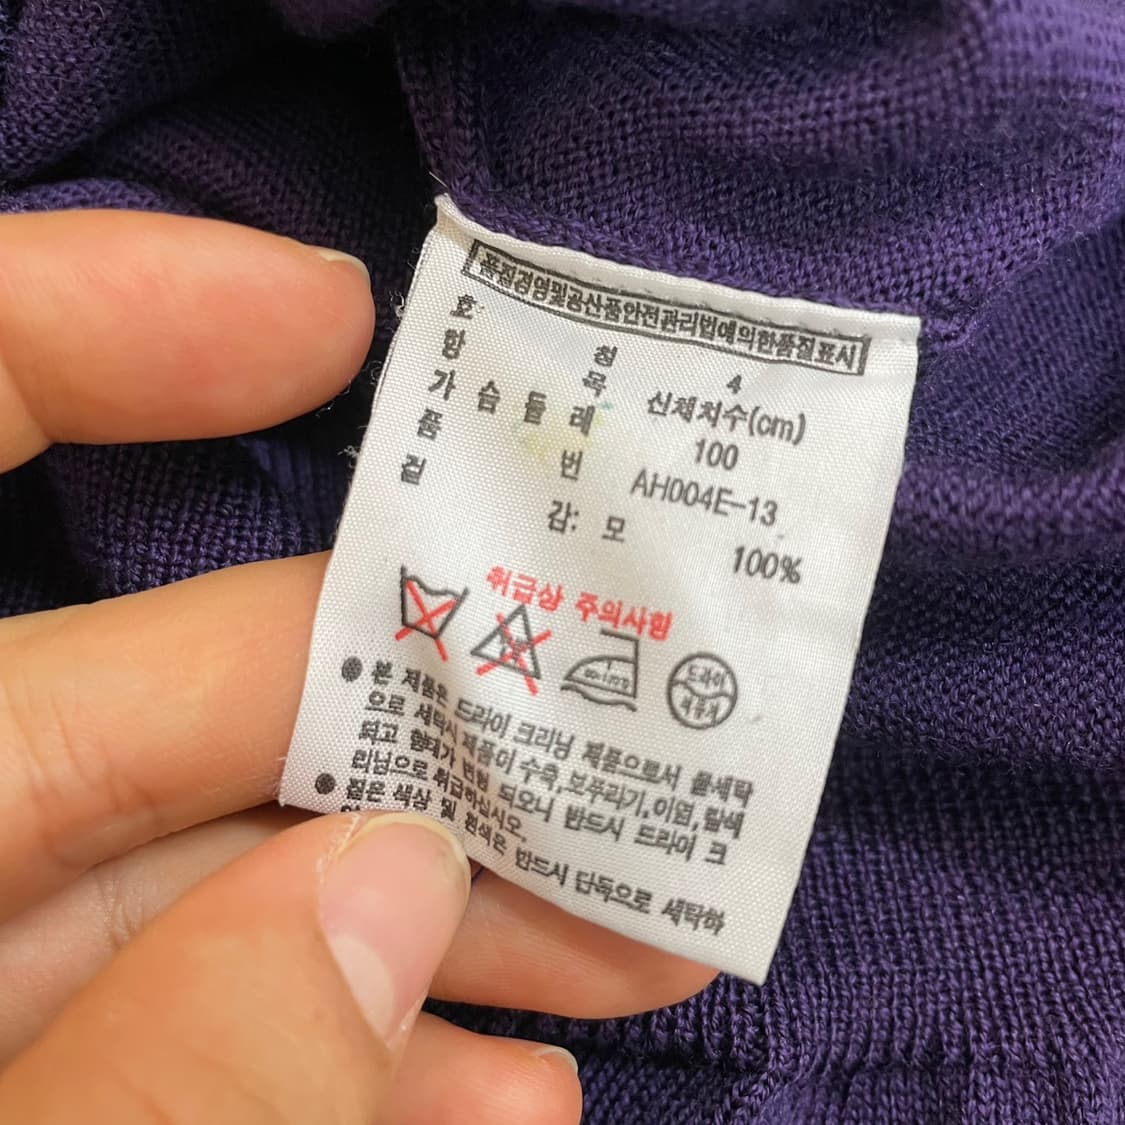 품질경영및공산품안전관리법에의한품질표시
호 칭 4
항 목 신체치수(cm)
가 슴 둘 레 100
품 번 AH004E-13
겉 감: 모 100%
취급상 주의사항
드라이
● 본 제품은 드라이 크리닝 제품으로서 물세탁
으로 세탁시 제품이 수축,보푸라기,이염,탈색
되고 형태가 변형 되오니 반드시 드라이 크
리닝으로 취급하십시오.
● 짙은 색상 및 흰색은 반드시 단독으로 세탁하